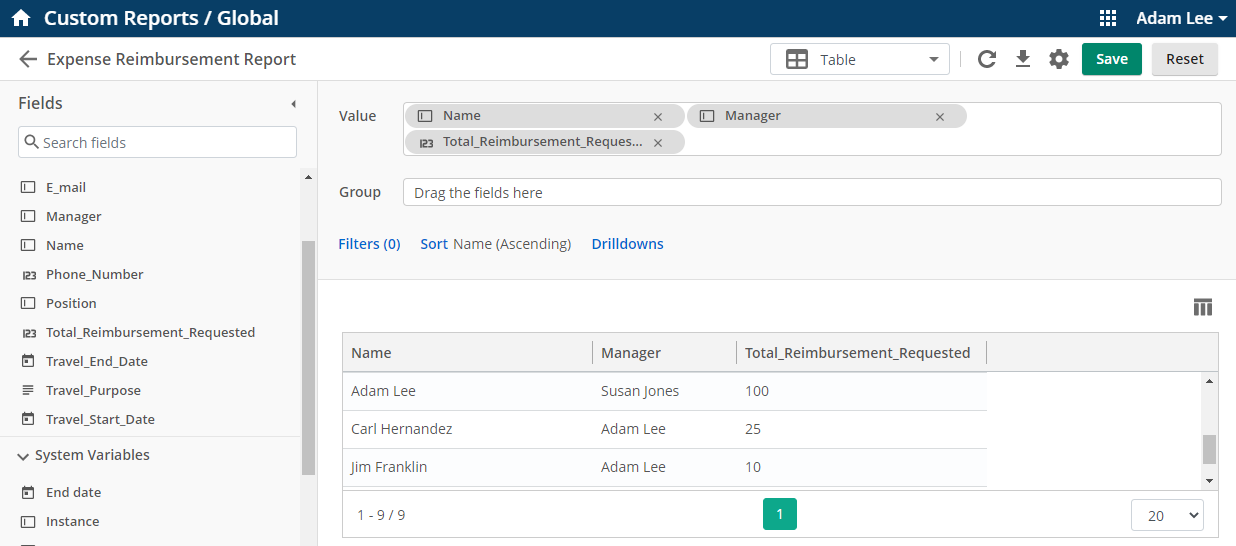 Custom Reports / Global
Adam Lee
Expense Reimbursement Report
Table
Save
Reset
Fields
Search fields
E_mail
Manager
Name
123 Phone_Number
Position
123 Total_Reimbursement_Requested
Travel_End_Date
Travel_Purpose
Travel_Start_Date
System Variables
End date
Instance
Value
Name
Manager
123 Total_Reimbursement_Reques...
Group
Drag the fields here
Filters (0) Sort Name (Ascending) Drilldowns
Name Manager Total_Reimbursement_Requested
Adam Lee Susan Jones 100
Carl Hernandez Adam Lee 25
Jim Franklin Adam Lee 10
1 - 9 / 9
1
20